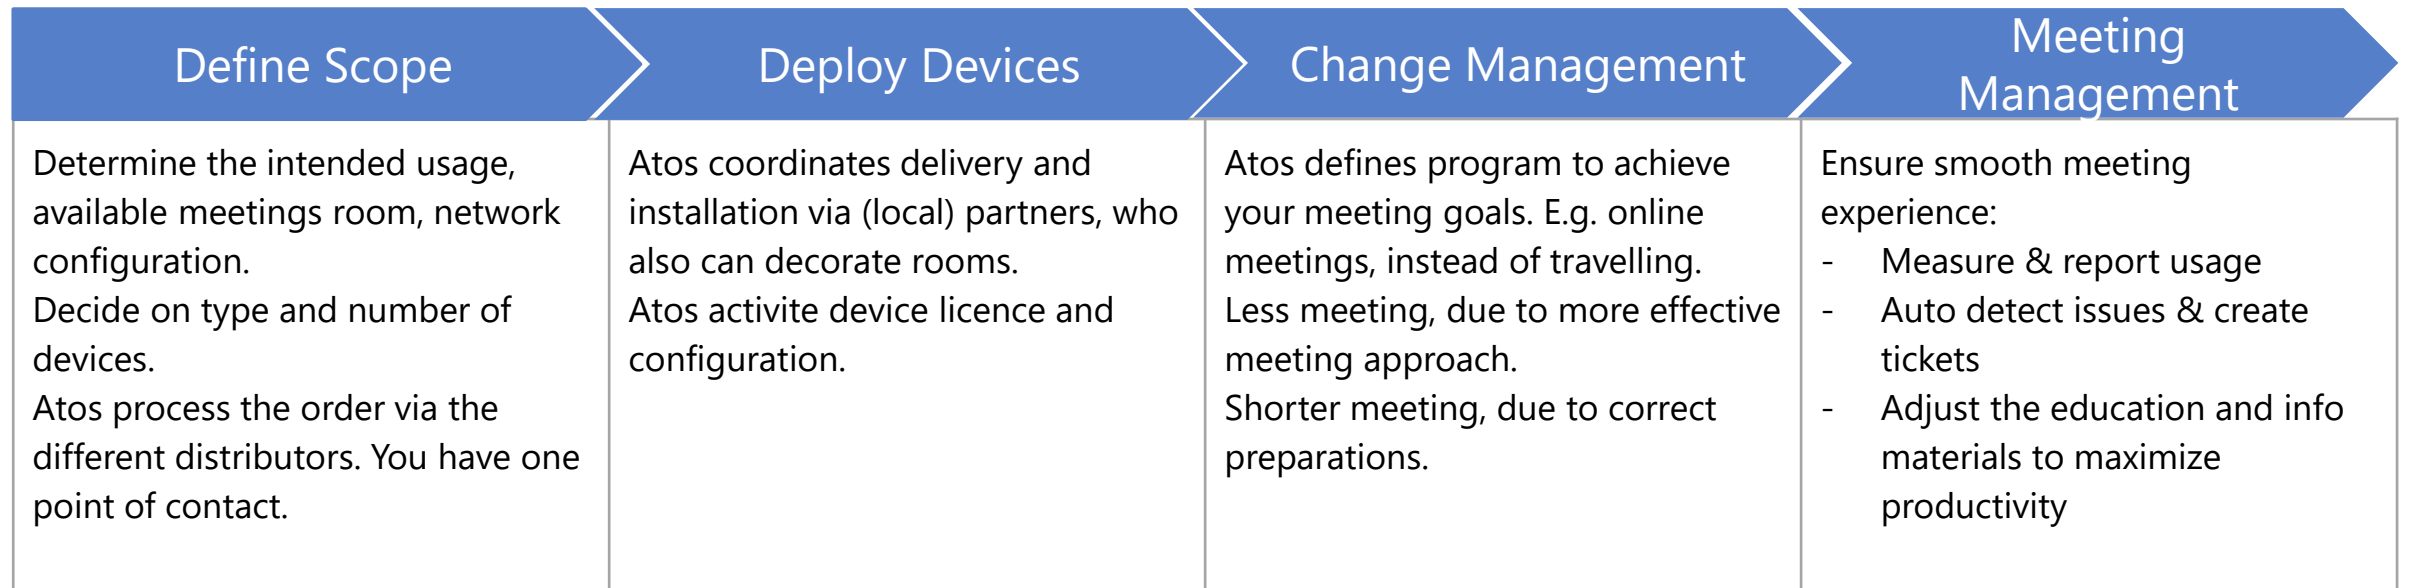 Define Scope
Determine the intended usage,
available meetings room, network
configuration.
Decide on type and number of
devices.
Atos process the order via the
different distributors. You have one
point of contact.
Deploy Devices
Atos coordinates delivery and
installation via (local) partners, who
also can decorate rooms.
Atos activite device licence and
configuration.
Change Management
Atos defines program to achieve
your meeting goals. E.g. online
meetings, instead of travelling.
Less meeting, due to more effective
meeting approach.
Shorter meeting, due to correct
preparations.
Meeting
Management
Ensure smooth meeting
experience:
- Measure & report usage
- Auto detect issues & create
tickets
- Adjust the education and info
materials to maximize
productivity